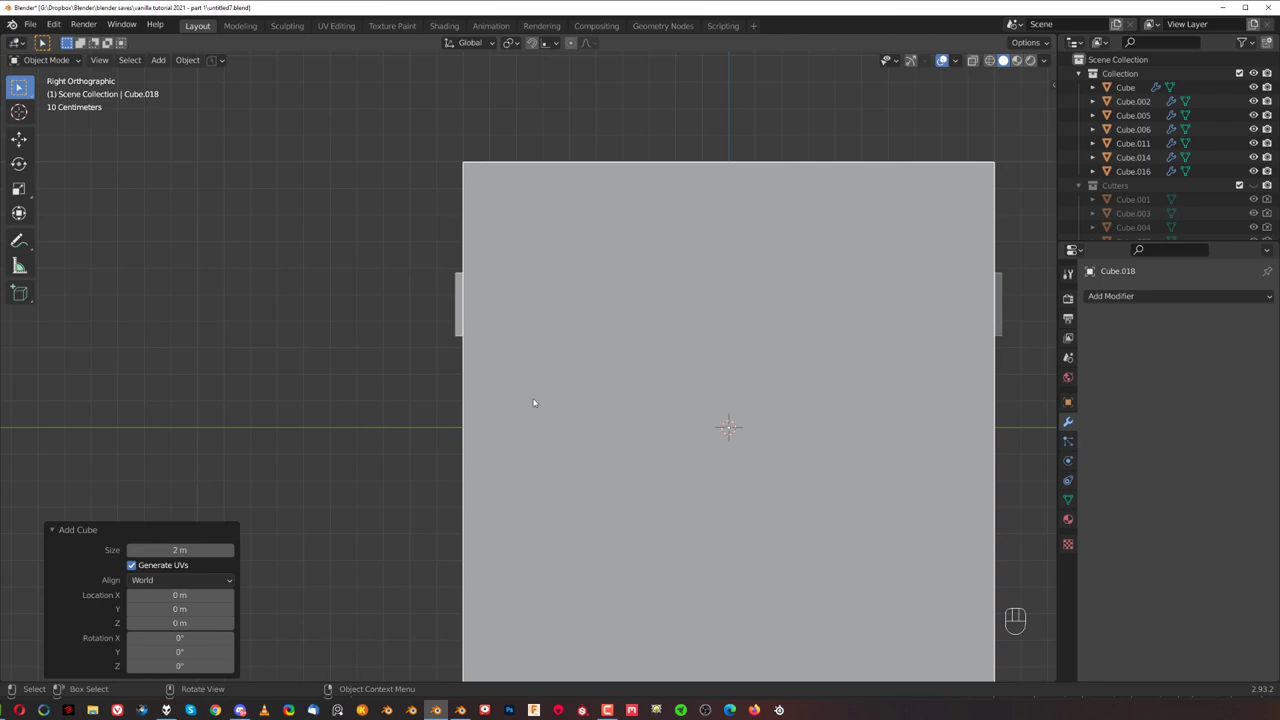 Blender* [G:\Dropbox\Blender\blender saves\vanilla tutorial 2021 - part 1\untitled7.blend]
File Edit Render Window Help Layout Modeling Sculpting UV Editing Texture Paint Shading Animation Rendering Compositing Geometry Nodes Scripting + Scene View Layer
Global Options
Object Mode View Select Add Object
Right Orthographic
(1) Scene Collection | Cube.018
10 Centimeters
Scene Collection
Collection
Cube
Cube.002
Cube.005
Cube.006
Cube.011
Cube.014
Cube.016
Cutters
Cube.001
Cube.003
Cube.004
Cube.018
Add Modifier
Add Cube
Size 2 m
Generate UVs
Align World
Location X 0 m
Y 0 m
Z 0 m
Rotation X 0°
Y 0°
Z 0°
Select Box Select Rotate View Object Context Menu 2.93.2